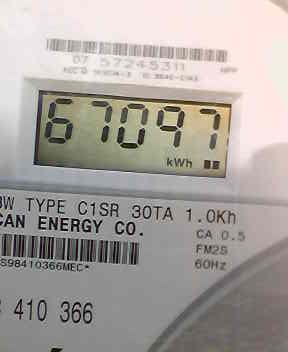 07 57245311
67097
kWh
3W TYPE C1SR 30TA 1.0Kh
CAN ENERGY CO.
CA 0.5
FM2S
60Hz
S98410366MEC*
410 366